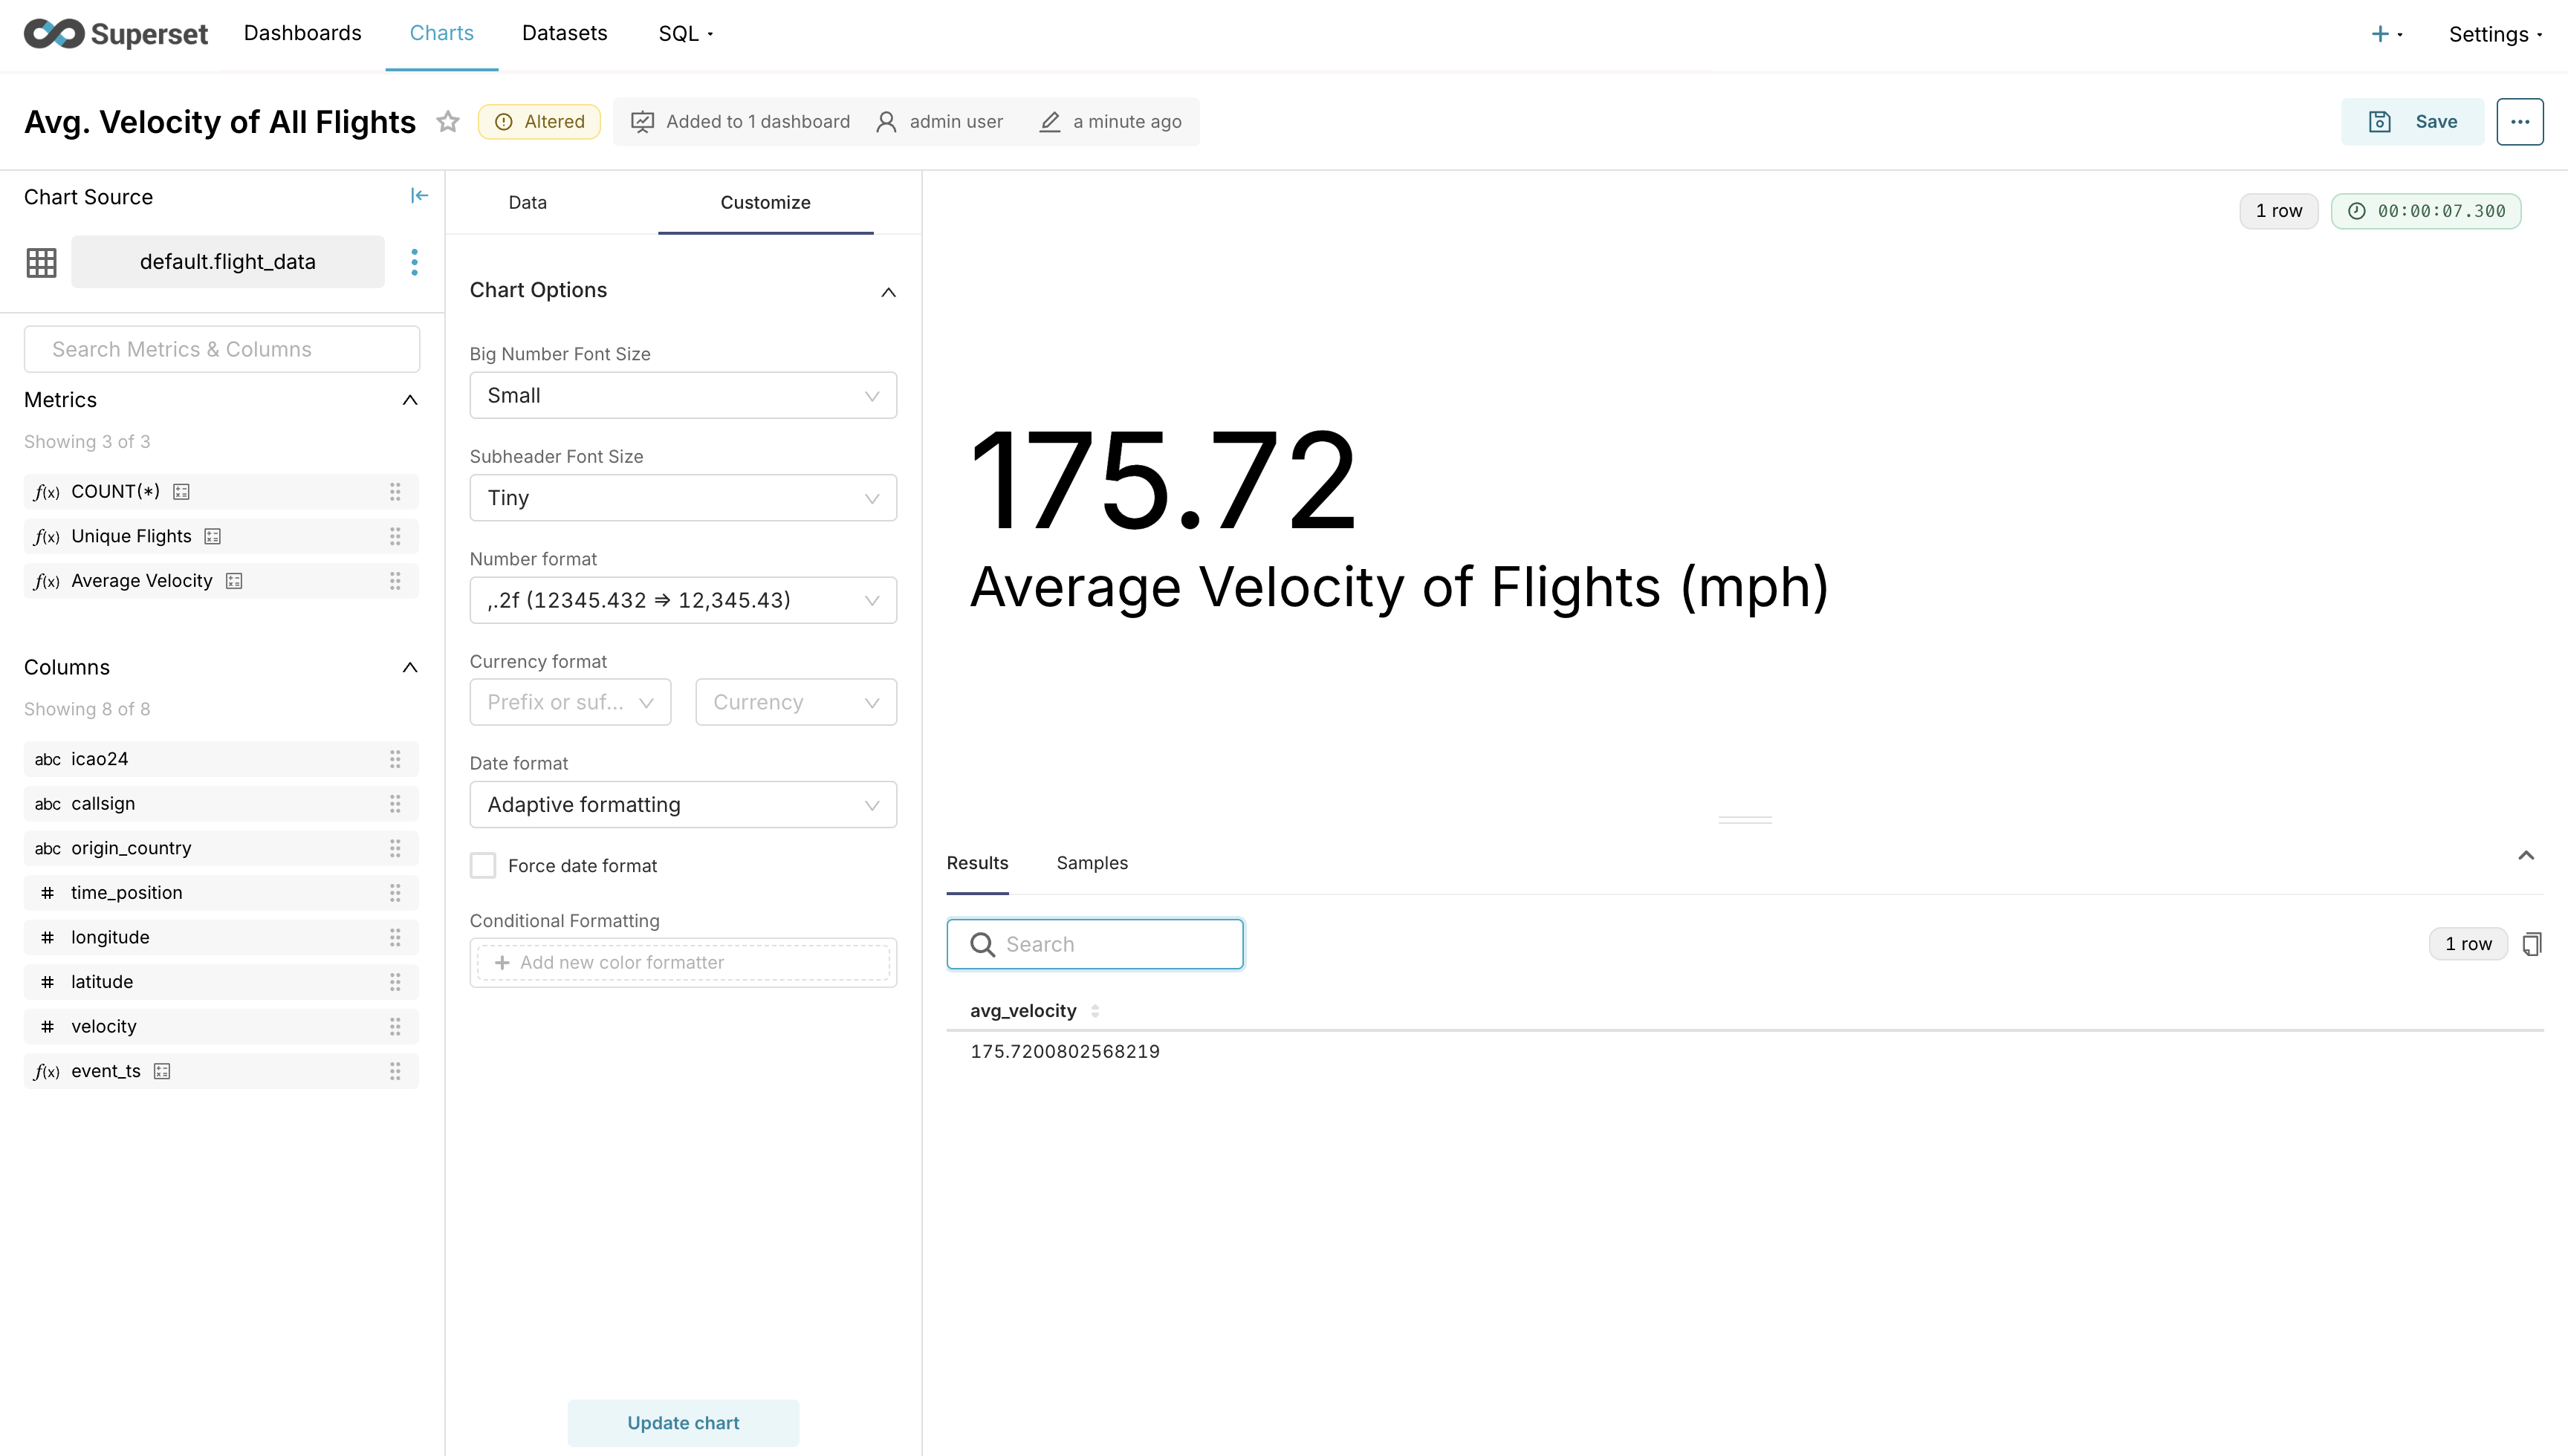 Superset Dashboards Charts Datasets SQL Settings
Avg. Velocity of All Flights Altered Added to 1 dashboard admin user a minute ago Save
Chart Source
default.flight_data
Search Metrics & Columns
Metrics
Showing 3 of 3
f(x) COUNT(*)
f(x) Unique Flights
f(x) Average Velocity
Columns
Showing 8 of 8
abc icao24
abc callsign
abc origin_country
# time_position
# longitude
# latitude
# velocity
f(x) event_ts
Data Customize
Chart Options
Big Number Font Size
Small
Subheader Font Size
Tiny
Number format
,.2f (12345.432 ⇒ 12,345.43)
Currency format
Prefix or suf... Currency
Date format
Adaptive formatting
Force date format
Conditional Formatting
+ Add new color formatter
Update chart
1 row 00:00:07.300
175.72
Average Velocity of Flights (mph)
Results Samples
Search
1 row
avg_velocity
175.7200802568219